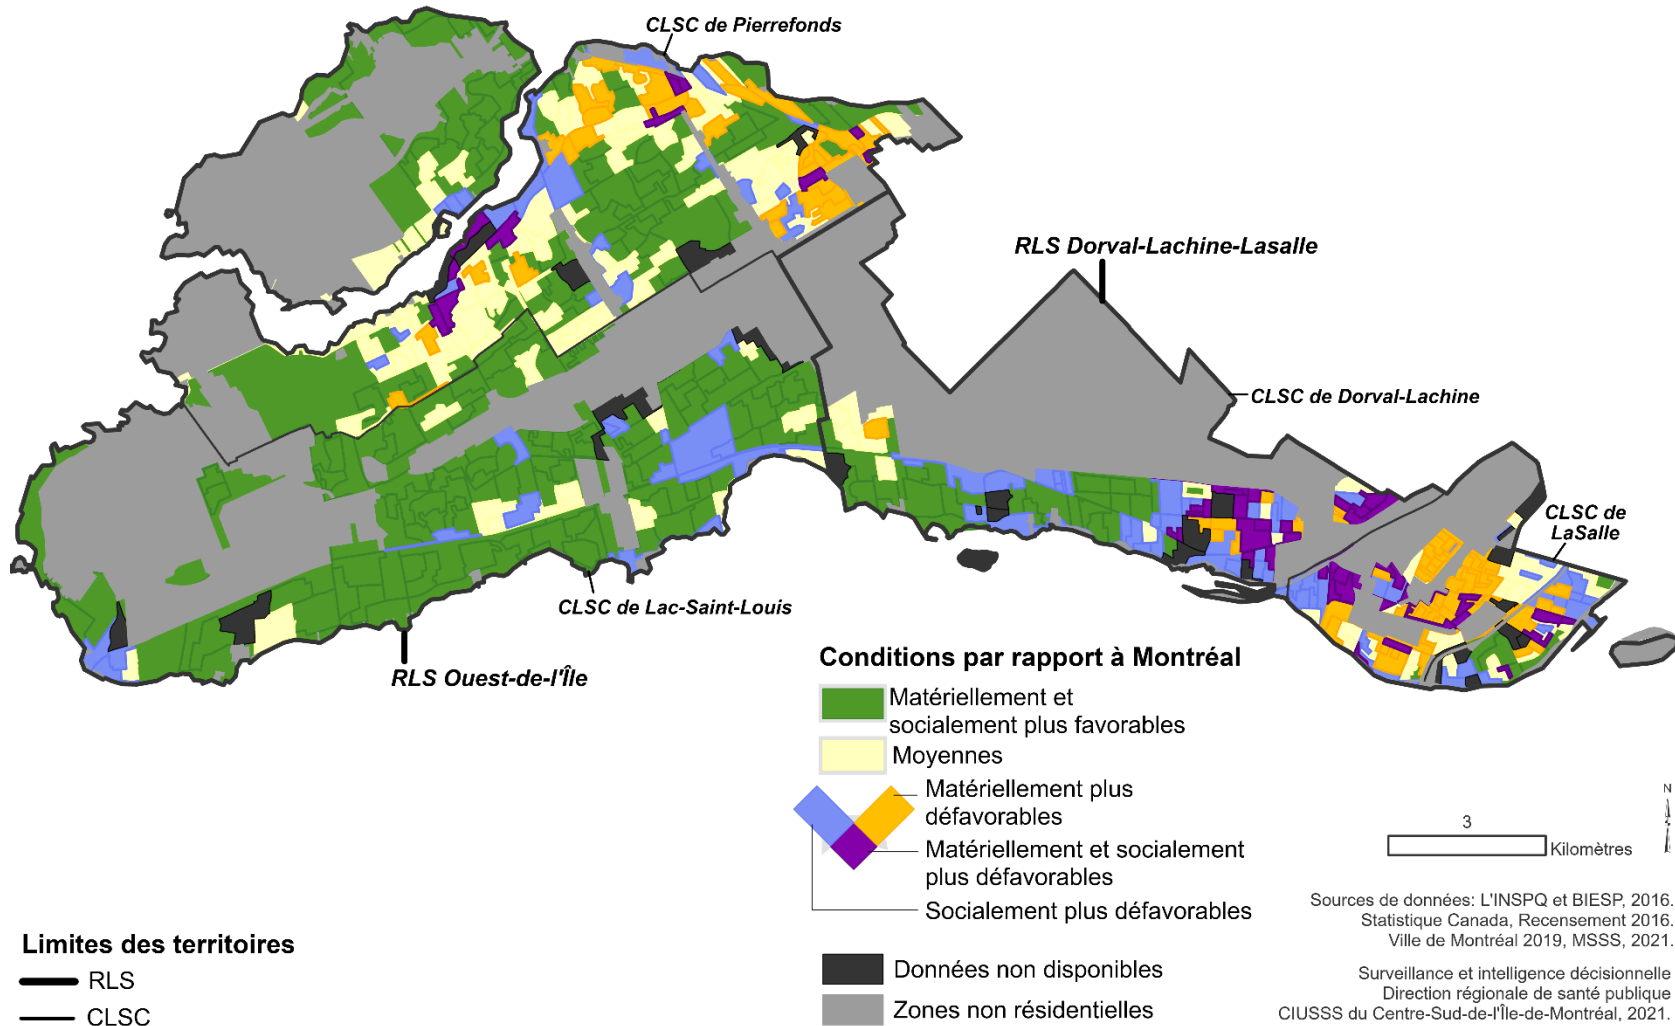 CLSC de Pierrefonds
RLS Dorval-Lachine-Lasalle
CLSC de Dorval-Lachine
CLSC de
LaSalle
CLSC de Lac-Saint-Louis
RLS Ouest-de-l'Île
Conditions par rapport à Montréal
Matériellement et
socialement plus favorables
Moyennes
Matériellement plus
défavorables
Matériellement et socialement
plus défavorables
Socialement plus défavorables
Données non disponibles
Zones non résidentielles
Limites des territoires
RLS
CLSC
N
3
Kilomètres
Sources de données: L'INSPQ et BIESP, 2016.
Statistique Canada, Recensement 2016.
Ville de Montréal 2019, MSSS, 2021.
Surveillance et intelligence décisionnelle
Direction régionale de santé publique
CIUSSS du Centre-Sud-de-l'Île-de-Montréal, 2021.